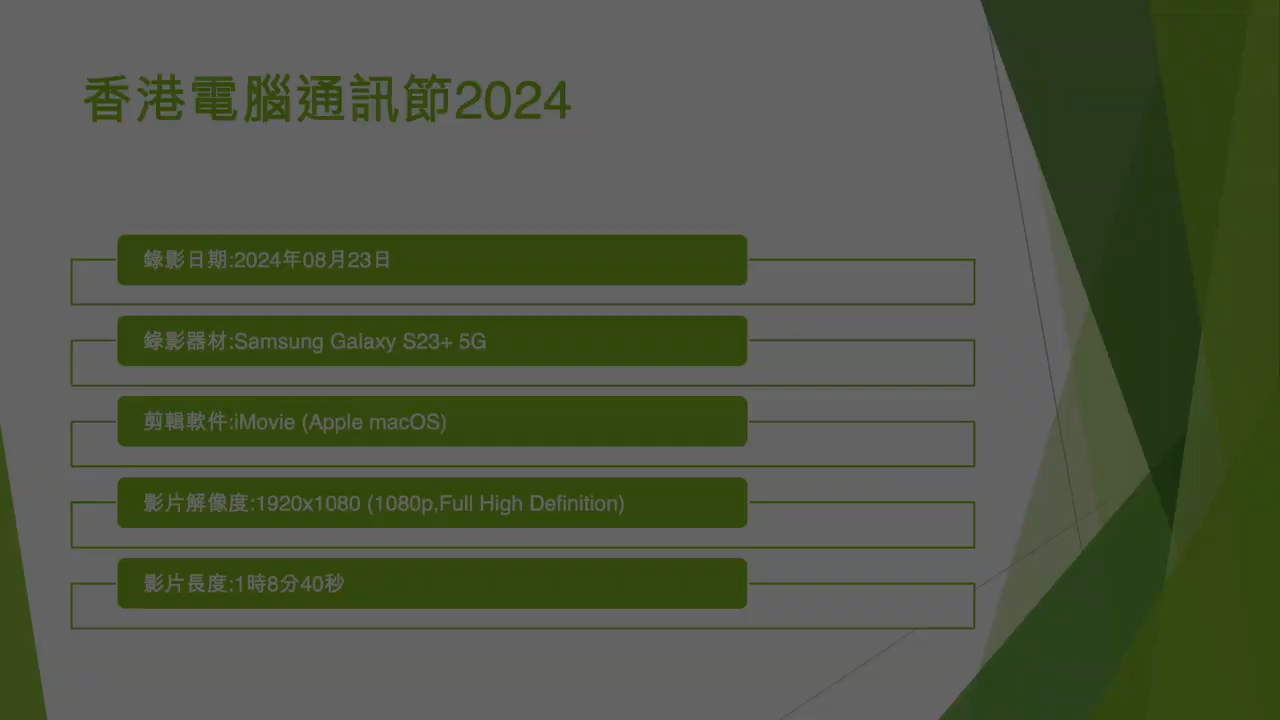 香港電腦通訊節2024
錄影日期:2024年08月23日
錄影器材:Samsung Galaxy S23+ 5G
剪輯軟件:iMovie (Apple macOS)
影片解像度:1920x1080 (1080p,Full High Definition)
影片長度:1時8分40秒